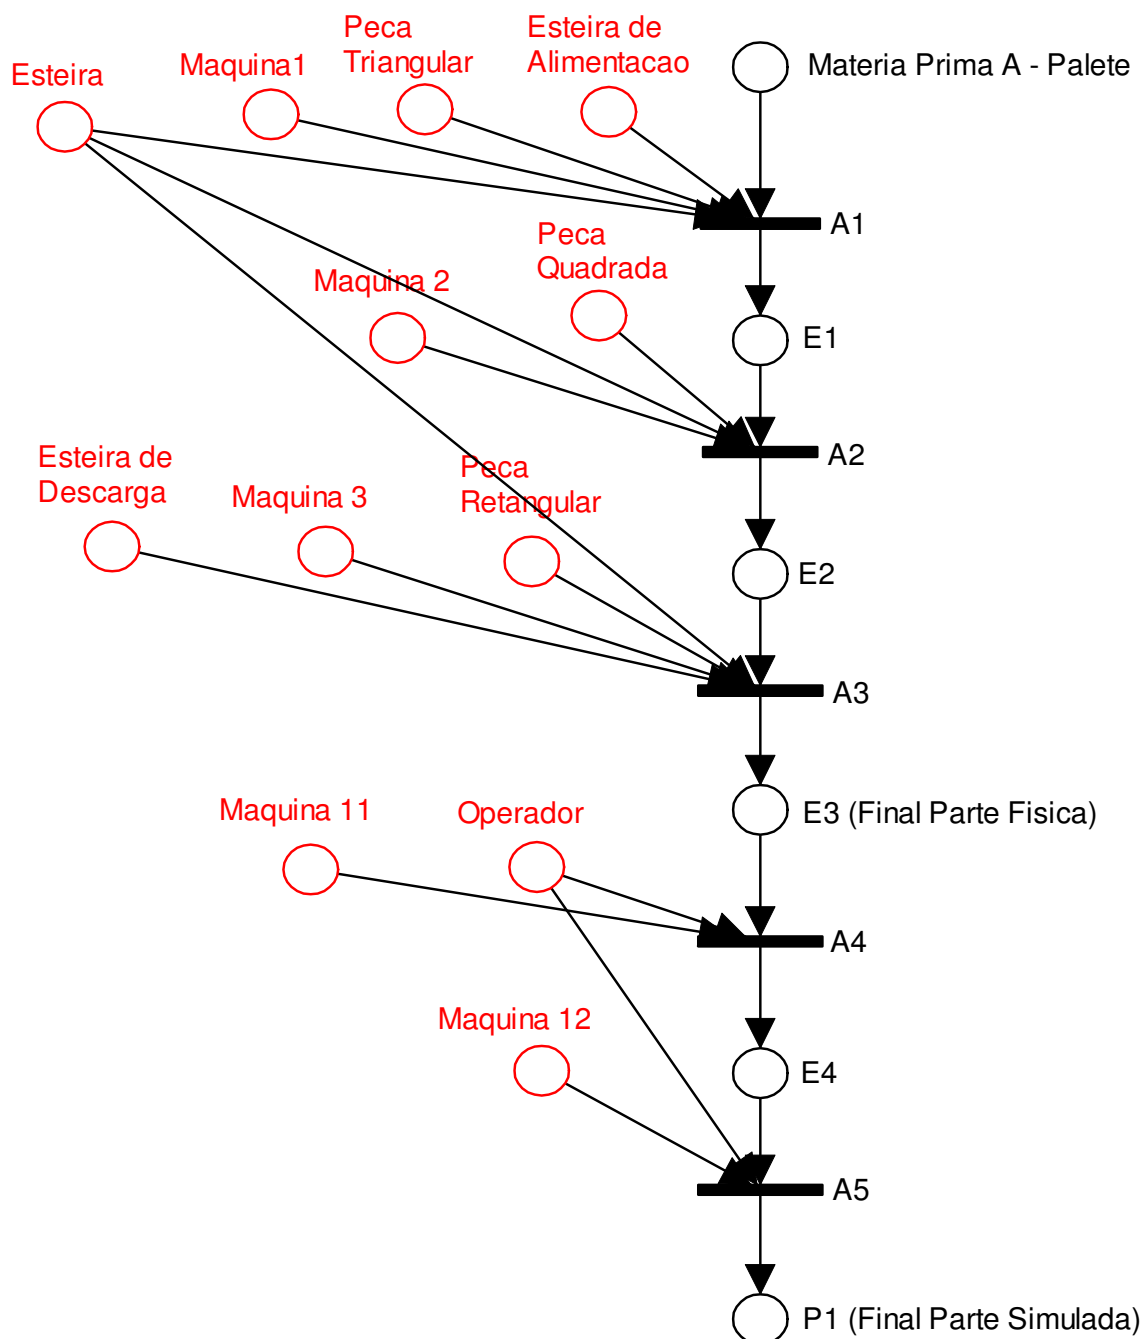 Peca
Triangular
Esteira de
Alimentacao
Materia Prima A - Palete
Esteira
Maquina1
A1
Peca
Quadrada
Maquina 2
E1
A2
Esteira de
Descarga
Maquina 3
Peca
Retangular
E2
A3
Maquina 11
Operador
E3 (Final Parte Fisica)
A4
Maquina 12
E4
A5
P1 (Final Parte Simulada)